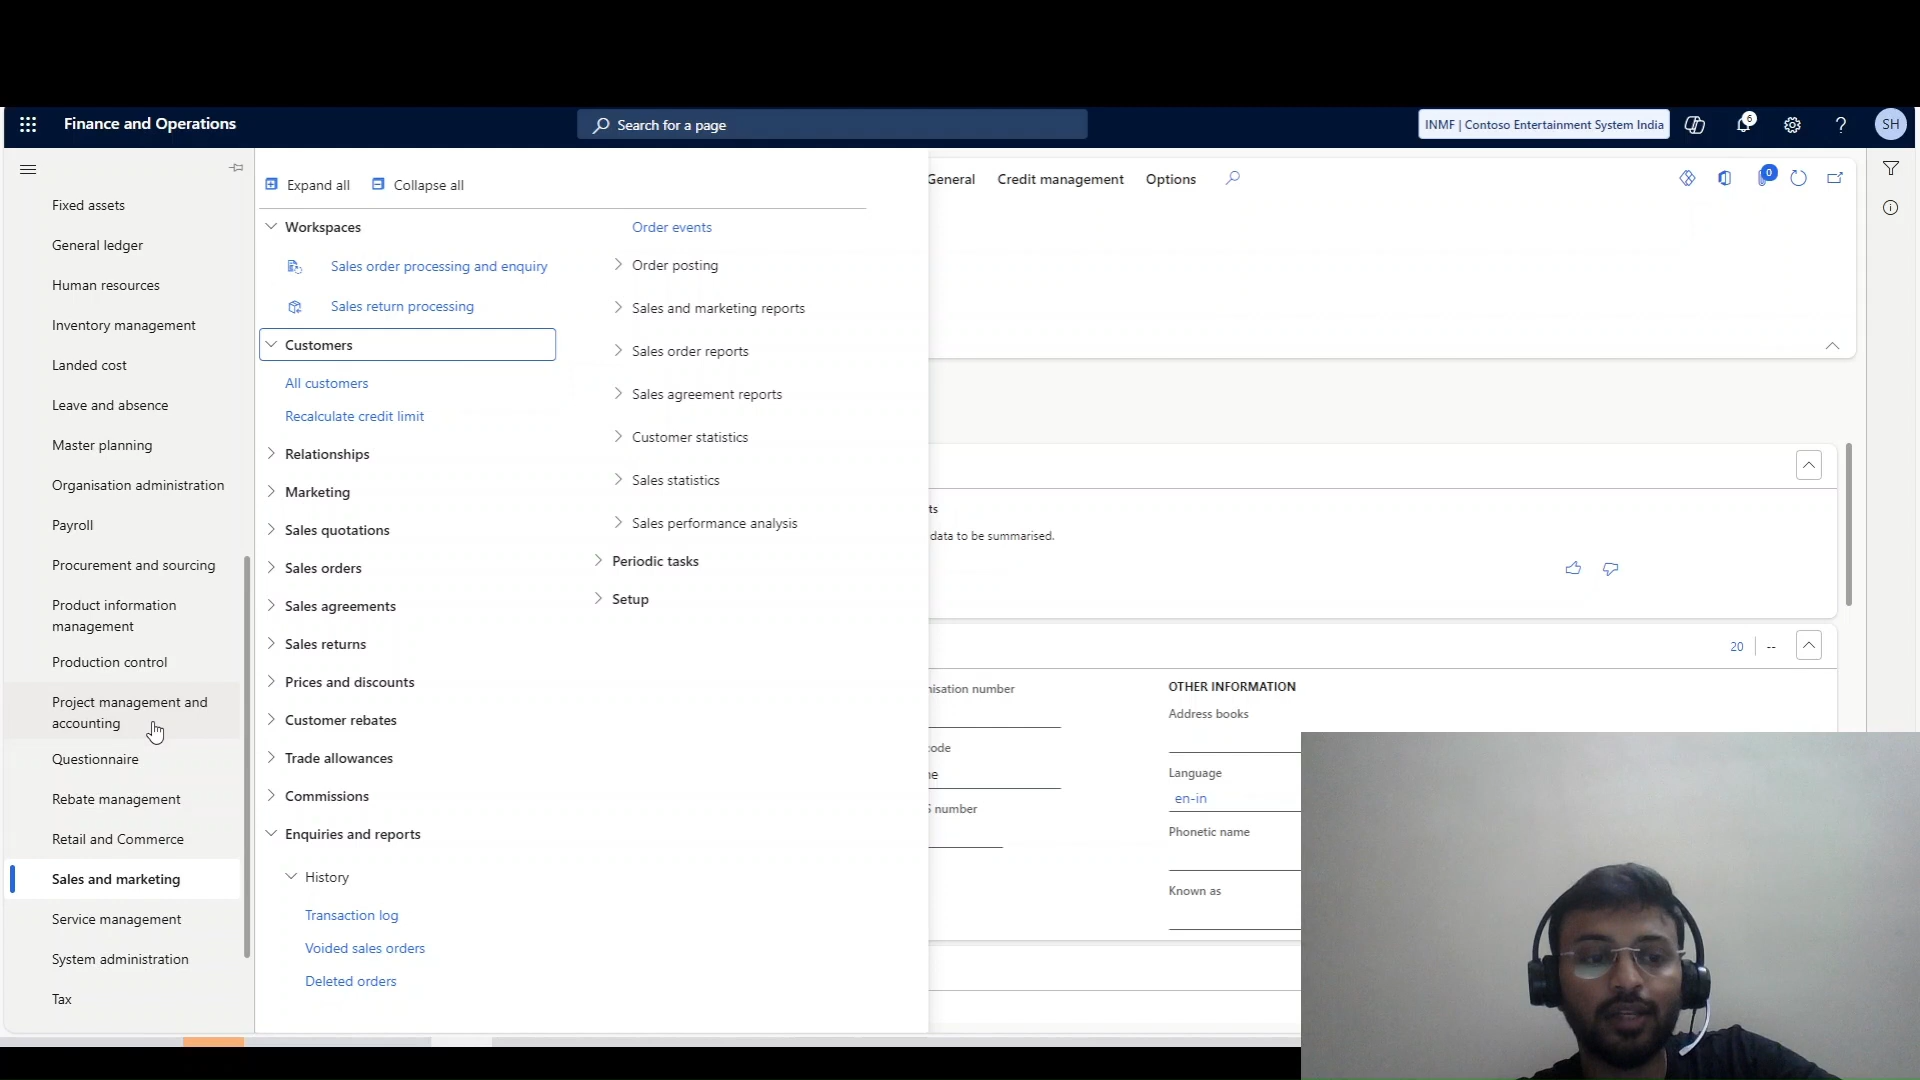 Finance and Operations
Search for a page
INMF | Contoso Entertainment System India
6
?
SH
Fixed assets
General ledger
Human resources
Inventory management
Landed cost
Leave and absence
Master planning
Organisation administration
Payroll
Procurement and sourcing
Product information
management
Production control
Project management and
accounting
Questionnaire
Rebate management
Retail and Commerce
Sales and marketing
Service management
System administration
Tax
Expand all
Collapse all
Workspaces
Sales order processing and enquiry
Sales return processing
Customers
All customers
Recalculate credit limit
Relationships
Marketing
Sales quotations
Sales orders
Sales agreements
Sales returns
Prices and discounts
Customer rebates
Trade allowances
Commissions
Enquiries and reports
History
Transaction log
Voided sales orders
Deleted orders
Order events
Order posting
Sales and marketing reports
Sales order reports
Sales agreement reports
Customer statistics
Sales statistics
Sales performance analysis
Periodic tasks
Setup
General
Credit management
Options
0
ts
data to be summarised.
20
--
nisation number
code
ne
S number
OTHER INFORMATION
Address books
Language
en-in
Phonetic name
Known as